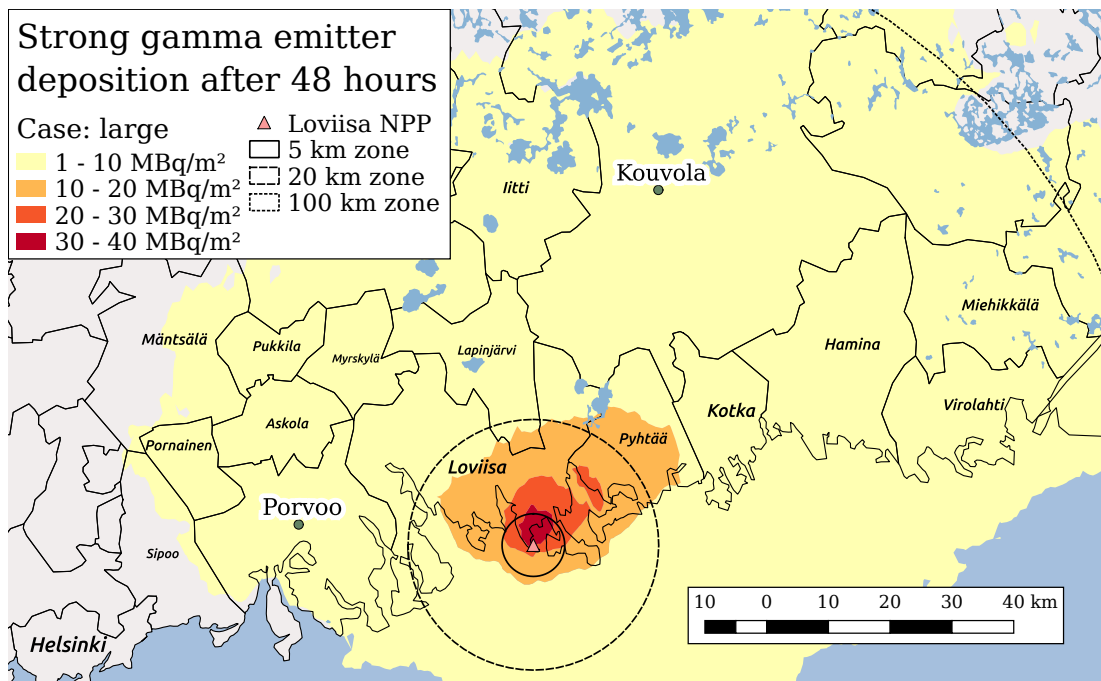 Strong gamma emitter
deposition after 48 hours
Case: large
1 - 10 MBq/m²
10 - 20 MBq/m²
20 - 30 MBq/m²
30 - 40 MBq/m²
Loviisa NPP
5 km zone
20 km zone
100 km zone
Iitti
Kouvola
Miehikkälä
Mäntsälä
Pukkila
Myrskylä
Lapinjärvi
Hamina
Virolahti
Kotka
Askola
Pornainen
Pyhtää
Loviisa
Porvoo
Sipoo
Helsinki
10 0 10 20 30 40 km